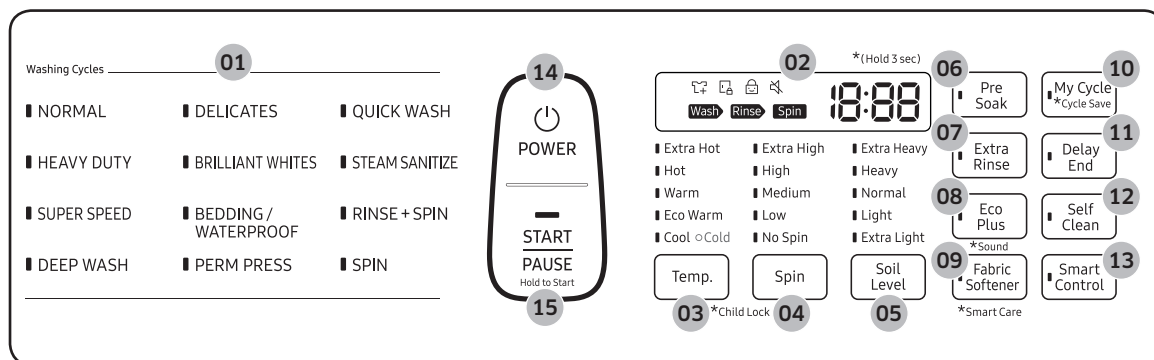 Washing Cycles
01
NORMAL
DELICATES
QUICK WASH
HEAVY DUTY
BRILLIANT WHITES
STEAM SANITIZE
SUPER SPEED
BEDDING /
WATERPROOF
RINSE + SPIN
DEEP WASH
PERM PRESS
SPIN
14
POWER
START
PAUSE
Hold to Start
15
02
*(Hold 3 sec)
Wash Rinse Spin
18:88
Extra Hot
Hot
Warm
Eco Warm
Cool Cold
Extra High
High
Medium
Low
No Spin
Extra Heavy
Heavy
Normal
Light
Extra Light
Temp.
03
*Child Lock
Spin
04
Soil
Level
05
06
Pre
Soak
07
Extra
Rinse
08
Eco
Plus
*Sound
09
Fabric
Softener
*Smart Care
10
My Cycle
*Cycle Save
11
Delay
End
12
Self
Clean
13
Smart
Control